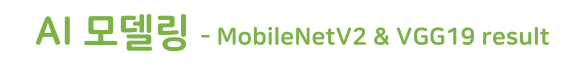 AI 모델링 - MobileNetV2 & VGG19 result